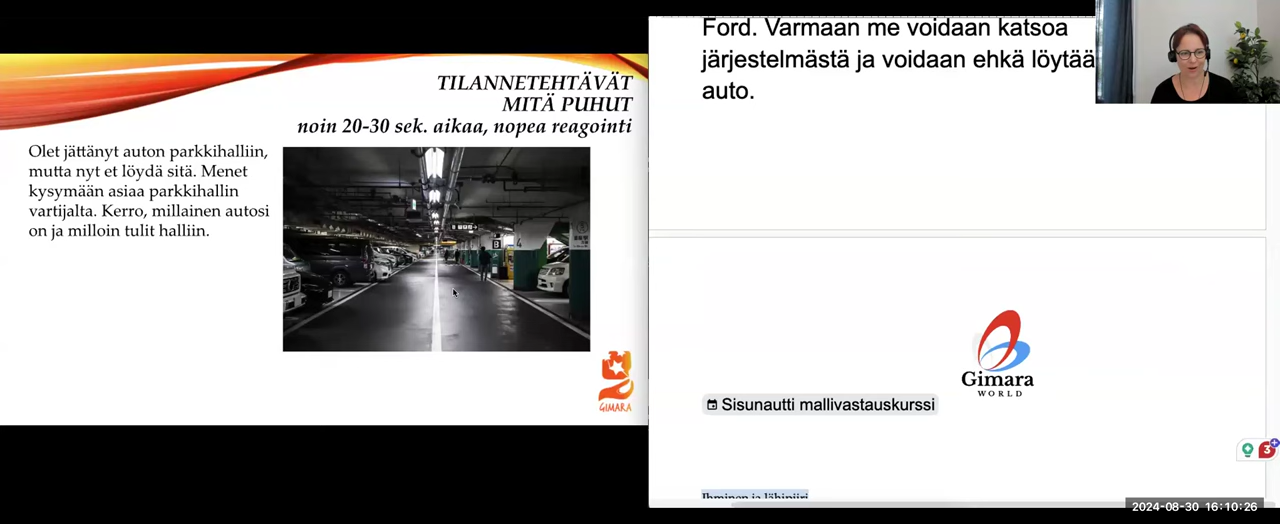 TILANNETEHTÄVÄT
MITÄ PUHUT
noin 20-30 sek. aikaa, nopea reagointi
Olet jättänyt auton parkkihalliin,
mutta nyt et löydä sitä. Menet
kysymään asiaa parkkihallin
vartijalta. Kerro, millainen autosi
on ja milloin tulit halliin.
B 4
GIMARA
Ford. Varmaan me voidaan katsoa
järjestelmästä ja voidaan ehkä löytää
auto.
Gimara
WORLD
Sisunautti mallivastauskurssi
3
Ihminen ja lähipiiri
2024-08-30 16:10:26